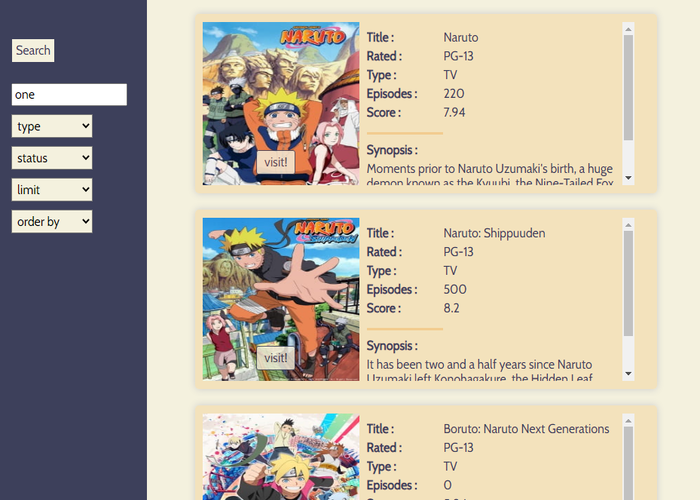 Search
one
type
status
limit
order by
NARUTO
visit!
Title : Naruto
Rated : PG-13
Type : TV
Episodes : 220
Score : 7.94
Synopsis :
Moments prior to Naruto Uzumaki's birth, a huge
demon known as the Kyuubi, the Nine-Tailed Fox
NARUTO
visit!
Title : Naruto: Shippuuden
Rated : PG-13
Type : TV
Episodes : 500
Score : 8.2
Synopsis :
It has been two and a half years since Naruto
Uzumaki left Konohagakure, the Hidden Leaf
Title : Boruto: Naruto Next Generations
Rated : PG-13
Type : TV
Episodes : 0